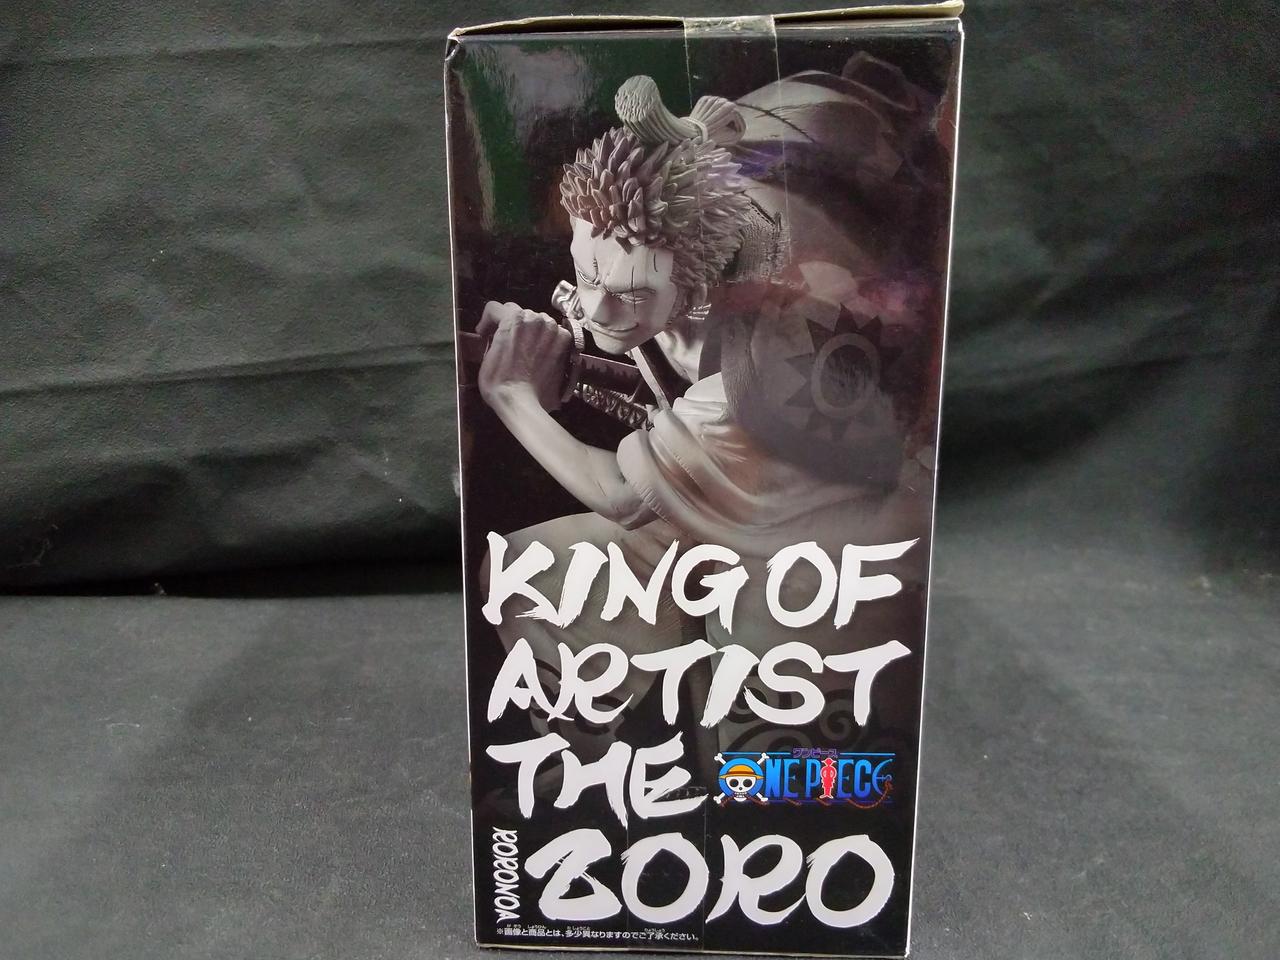 KING OF
ARTIST
THE
ワンピース
ONE PIECE
RORONOA
ZORO
※画像と商品とは、多少異なりますのでご了承ください。